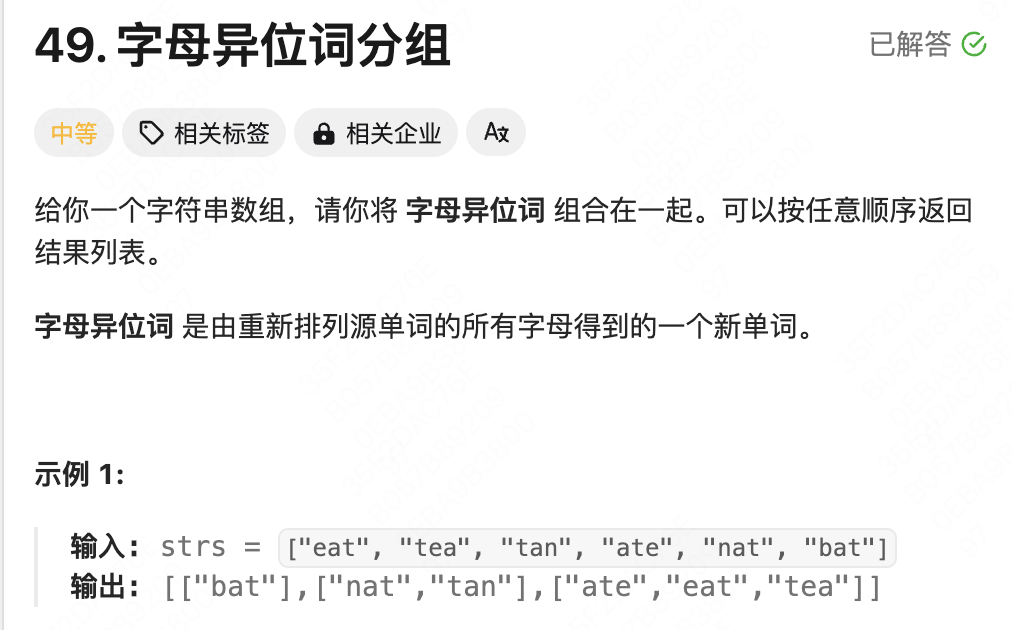 49. 字母异位词分组
已解答
中等
相关标签
相关企业
给你一个字符串数组，请你将 字母异位词 组合在一起。可以按任意顺序返回
结果列表。
字母异位词 是由重新排列源单词的所有字母得到的一个新单词。
示例 1:
输入: strs = ["eat", "tea", "tan", "ate", "nat", "bat"]
输出: [["bat"],["nat","tan"],["ate","eat","tea"]]